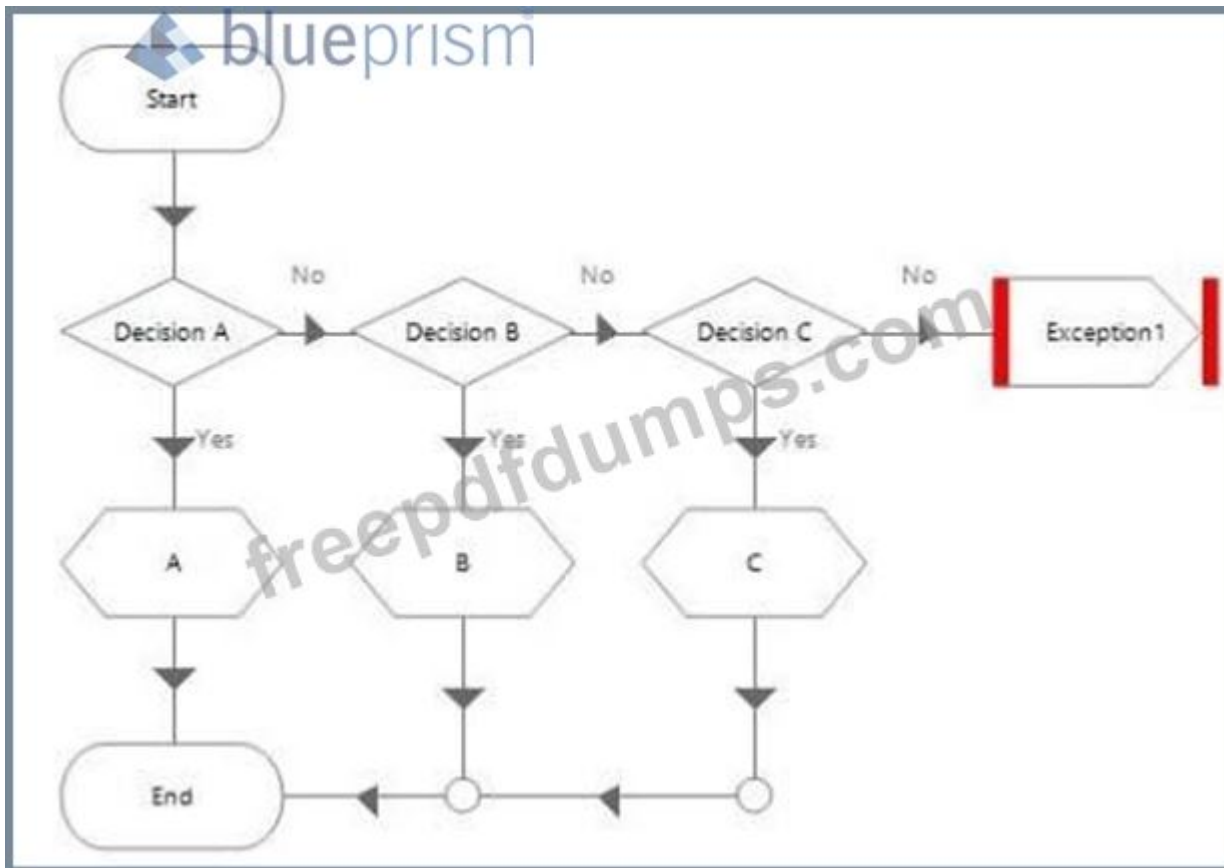 blueprism
Start
No
No
No
Decision A
Decision B
Decision C
Exception1
Yes
Yes
Yes
freepdfdumps.com
A
B
C
End